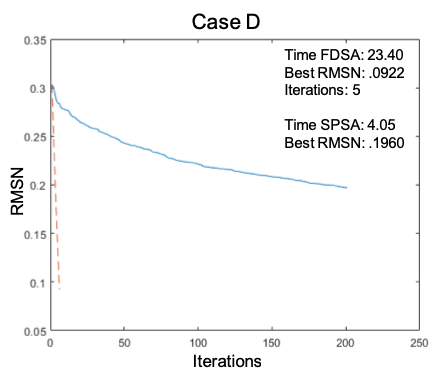 Case D
Time FDSA: 23.40
Best RMSN: .0922
Iterations: 5
Time SPSA: 4.05
Best RMSN: .1960
RMSN
0.35
0.3
0.25
0.2
0.15
0.1
0.05
0
50
100
150
200
250
Iterations